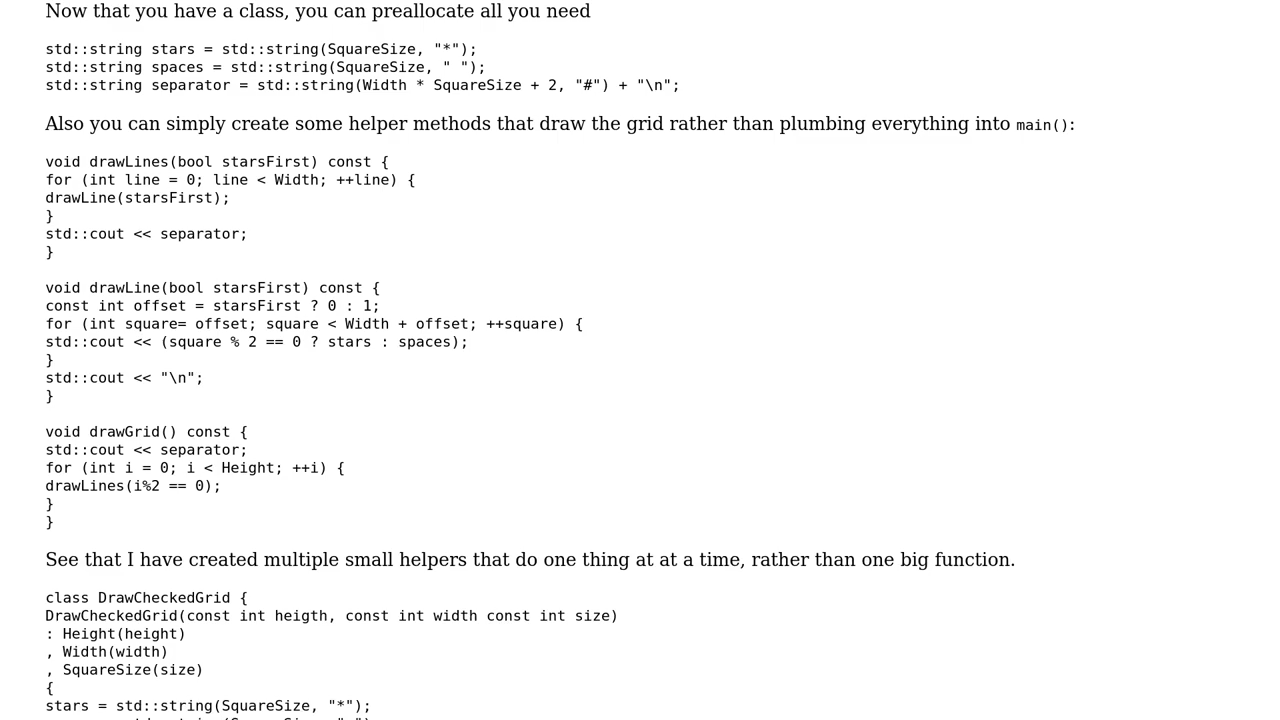 Now that you have a class, you can preallocate all you need
std::string stars = std::string(SquareSize, "*");
std::string spaces = std::string(SquareSize, " ");
std::string separator = std::string(Width * SquareSize + 2, "#") + "\n";
Also you can simply create some helper methods that draw the grid rather than plumbing everything into main():
void drawLines(bool starsFirst) const {
for (int line = 0; line < Width; ++line) {
drawLine(starsFirst);
}
std::cout << separator;
}
void drawLine(bool starsFirst) const {
const int offset = starsFirst ? 0 : 1;
for (int square= offset; square < Width + offset; ++square) {
std::cout << (square % 2 == 0 ? stars : spaces);
}
std::cout << "\n";
}
void drawGrid() const {
std::cout << separator;
for (int i = 0; i < Height; ++i) {
drawLines(i%2 == 0);
}
}
See that I have created multiple small helpers that do one thing at at a time, rather than one big function.
class DrawCheckedGrid {
DrawCheckedGrid(const int heigth, const int width const int size)
: Height(height)
, Width(width)
, SquareSize(size)
{
stars = std::string(SquareSize, "*");